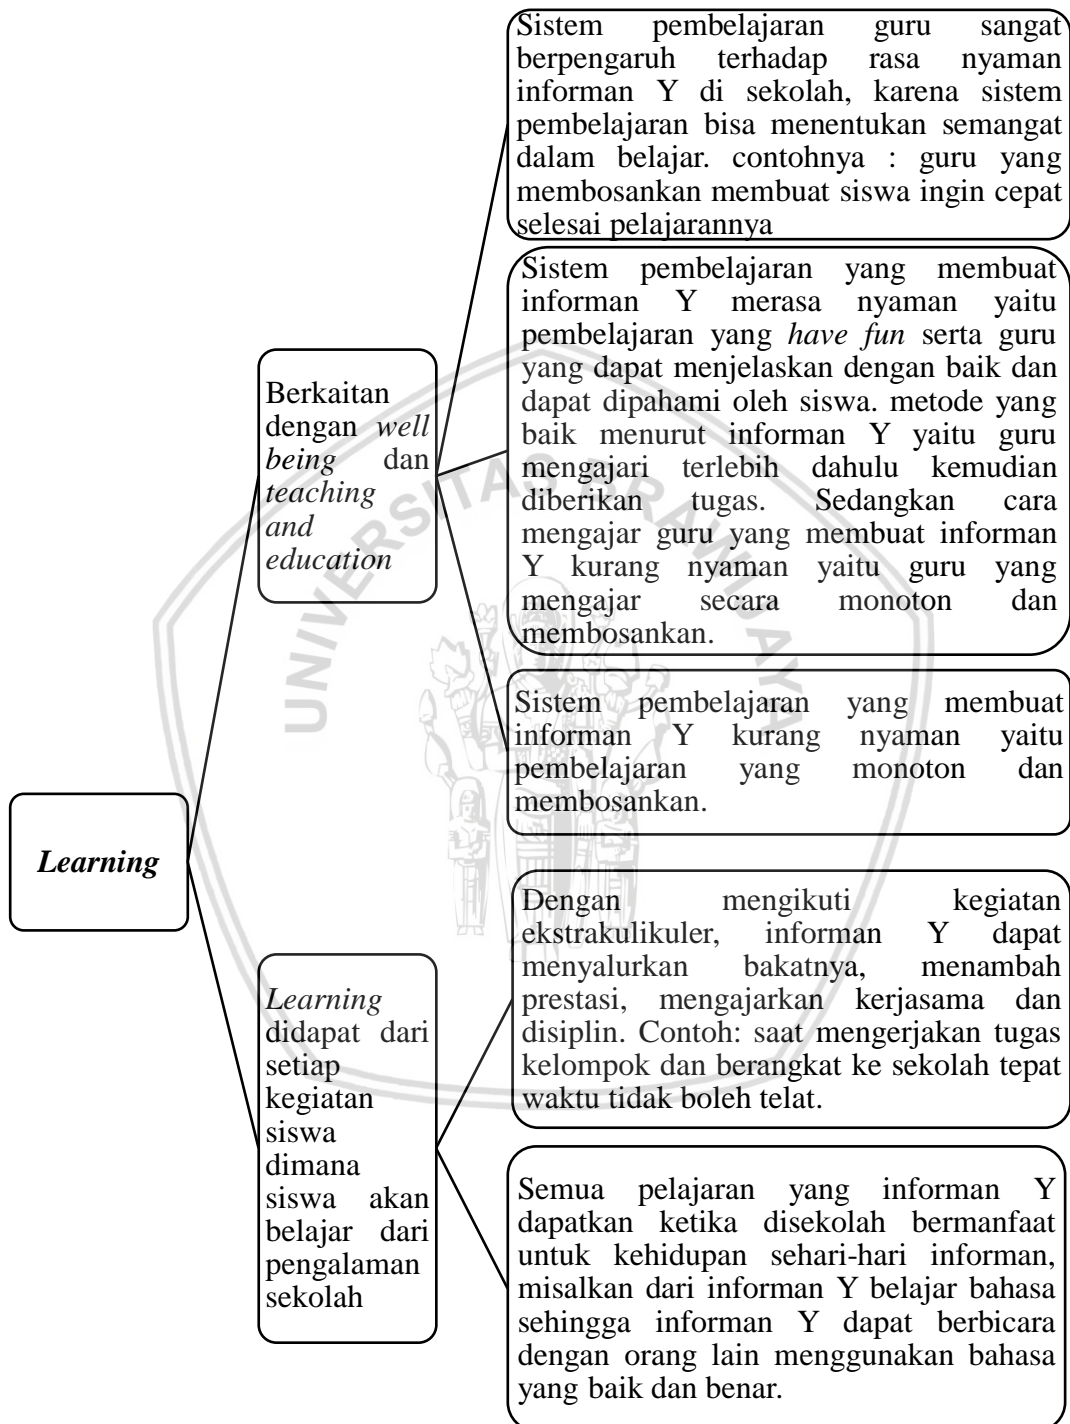 Sistem pembelajaran guru sangat
berpengaruh terhadap rasa nyaman
informan Y di sekolah, karena sistem
pembelajaran bisa menentukan semangat
dalam belajar. contohnya : guru yang
membosankan membuat siswa ingin cepat
selesai pelajarannya
Sistem pembelajaran yang membuat
informan Y merasa nyaman yaitu
pembelajaran yang have fun serta guru
yang dapat menjelaskan dengan baik dan
dapat dipahami oleh siswa. metode yang
baik menurut informan Y yaitu guru
mengajari terlebih dahulu kemudian
diberikan tugas. Sedangkan cara
mengajar guru yang membuat informan
Y kurang nyaman yaitu guru yang
mengajar secara monoton dan
membosankan.
Berkaitan
dengan well
being dan
teaching
and
education
Sistem pembelajaran yang membuat
informan Y kurang nyaman yaitu
pembelajaran yang monoton dan
membosankan.
Learning
Dengan mengikuti kegiatan
ekstrakulikuler, informan Y dapat
menyalurkan bakatnya, menambah
prestasi, mengajarkan kerjasama dan
disiplin. Contoh: saat mengerjakan tugas
kelompok dan berangkat ke sekolah tepat
waktu tidak boleh telat.
Learning
didapat dari
setiap
kegiatan
siswa
dimana
siswa akan
belajar dari
pengalaman
sekolah
Semua pelajaran yang informan Y
dapatkan ketika disekolah bermanfaat
untuk kehidupan sehari-hari informan,
misalkan dari informan Y belajar bahasa
sehingga informan Y dapat berbicara
dengan orang lain menggunakan bahasa
yang baik dan benar.
UNIVERSITAS BRAWIJAYA